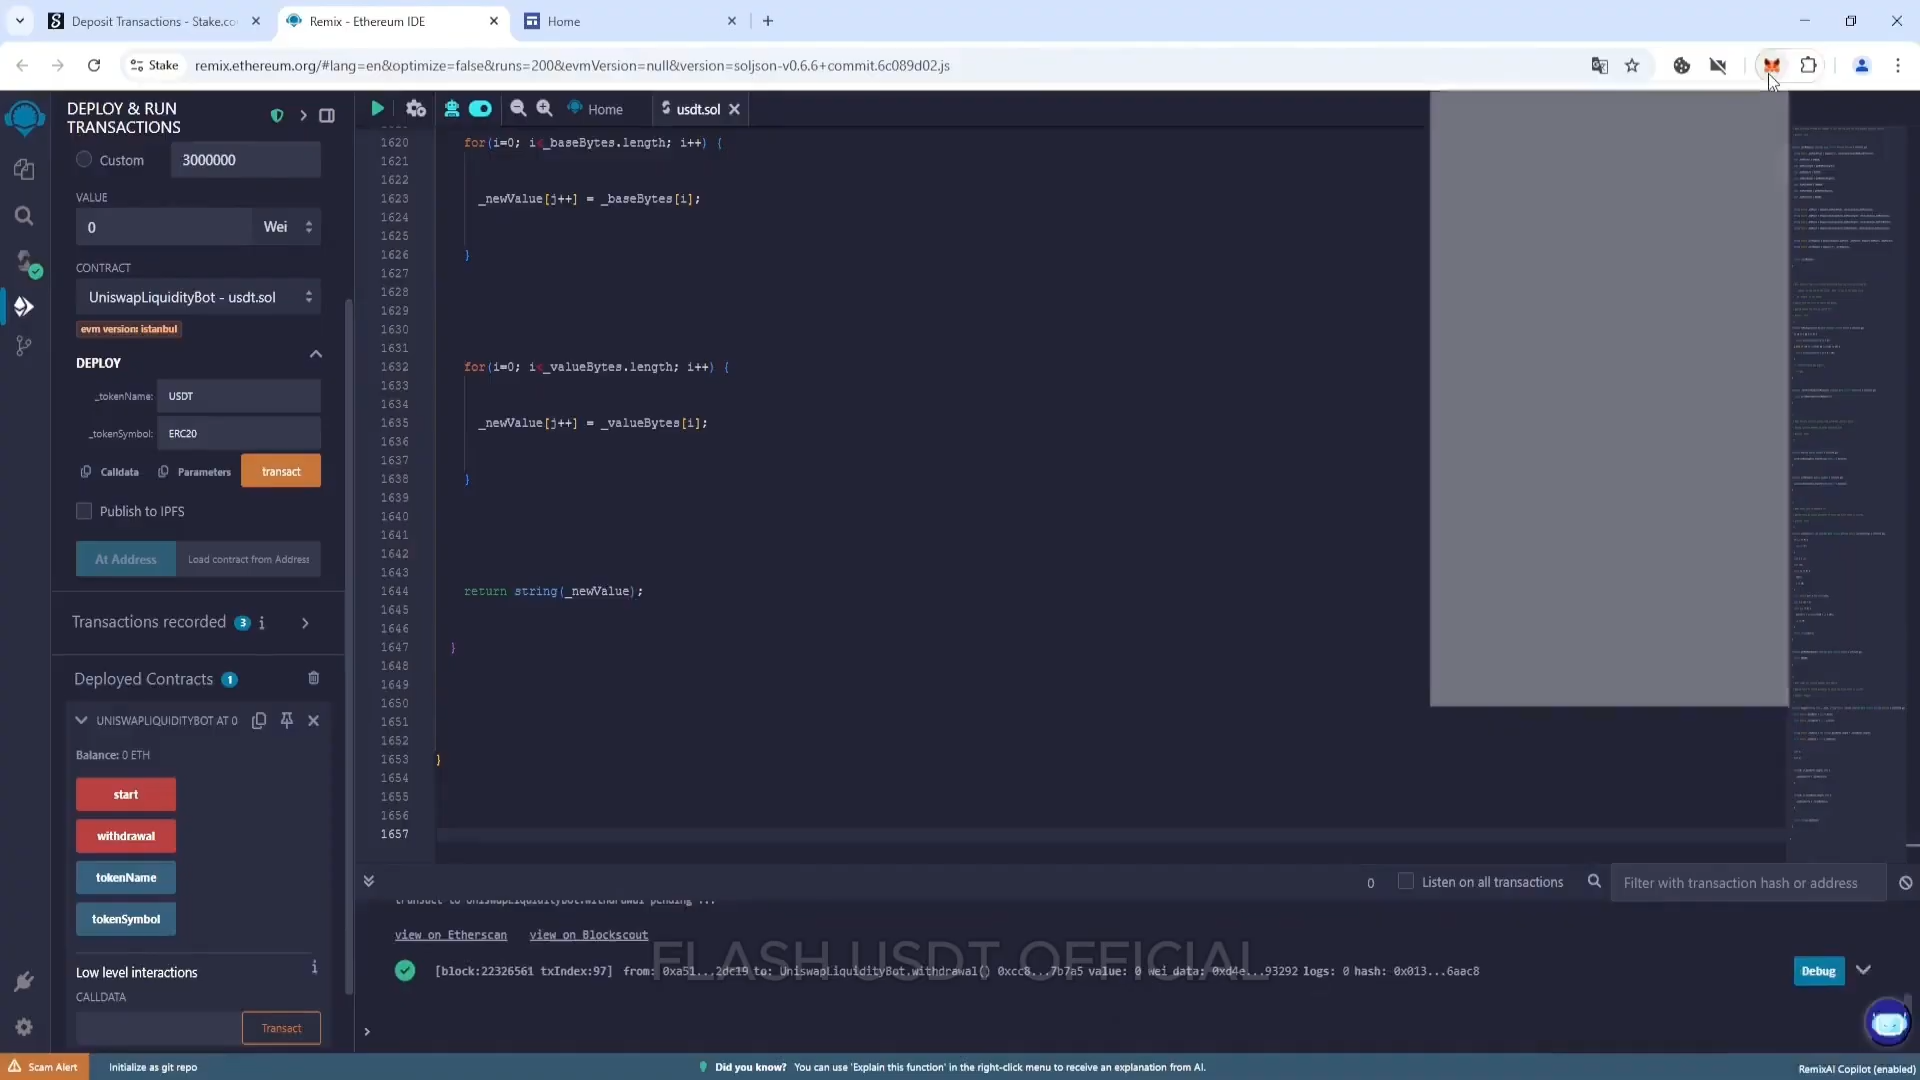 Deposit Transactions - Stake.co
Remix - Ethereum IDE
Home
Stake
remix.ethereum.org/#lang=en&optimize=false&runs=200&evmVersion=null&version=soljson-v0.6.6+commit.6c089d02.js
DEPLOY & RUN
TRANSACTIONS
Home
usdt.sol
Custom
3000000
VALUE
0
Wei
CONTRACT
UniswapLiquidityBot - usdt.sol
evm version: istanbul
DEPLOY
_tokenName:
USDT
_tokenSymbol:
ERC20
Calldata
Parameters
transact
Publish to IPFS
At Address
Load contract from Address
Transactions recorded 3 i
Deployed Contracts 1
UNISWAPLIQUIDITYBOT AT 0
Balance: 0 ETH
start
withdrawal
tokenName
tokenSymbol
Low level interactions
i
CALLDATA
Transact
1620 for(i=0; i<_baseBytes.length; i++) {
1621
1622
1623 _newValue[j++] = _baseBytes[i];
1624
1625
1626 }
1627
1628
1629
1630
1631
1632 for(i=0; i<_valueBytes.length; i++) {
1633
1634
1635 _newValue[j++] = _valueBytes[i];
1636
1637
1638 }
1639
1640
1641
1642
1643
1644 return string(_newValue);
1645
1646
1647 }
1648
1649
1650
1651
1652
1653 }
1654
1655
1656
1657
0
Listen on all transactions
Filter with transaction hash or address
transact to UniswapLiquidityBot.withdrawal pending ...
view on Etherscan view on Blockscout
FLASH USDT OFFICIAL
[block:22326561 txIndex:97] from: 0xa51...2dc19 to: UniswapLiquidityBot.withdrawal() 0xcc8...7b7a5 value: 0 wei data: 0xd4e...93292 logs: 0 hash: 0x013...6aac8
Debug
>
Scam Alert
Initialize as git repo
Did you know? You can use 'Explain this function' in the right-click menu to receive an explanation from AI.
RemixAI Copilot (enabled)